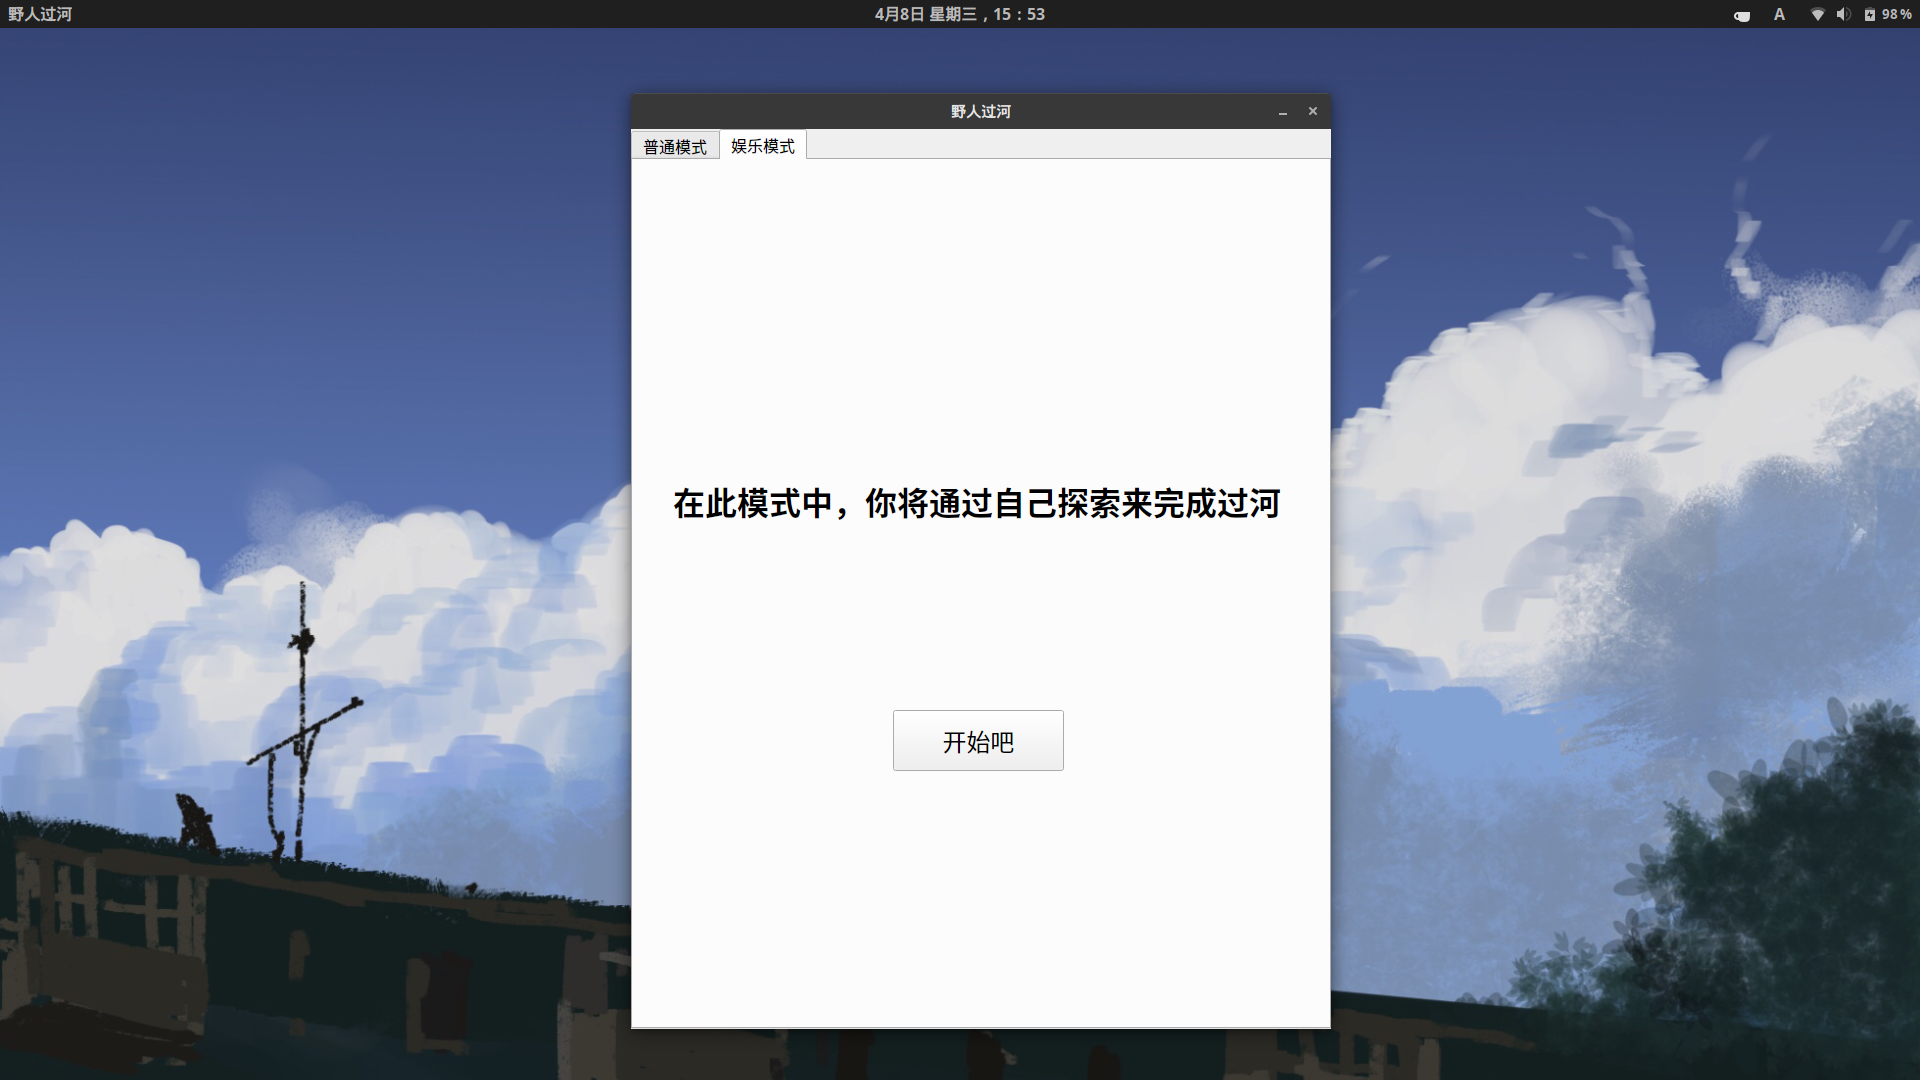 野人过河
4月8日 星期三，15：53
A
98%
野人过河
普通模式
娱乐模式
在此模式中，你将通过自己探索来完成过河
开始吧